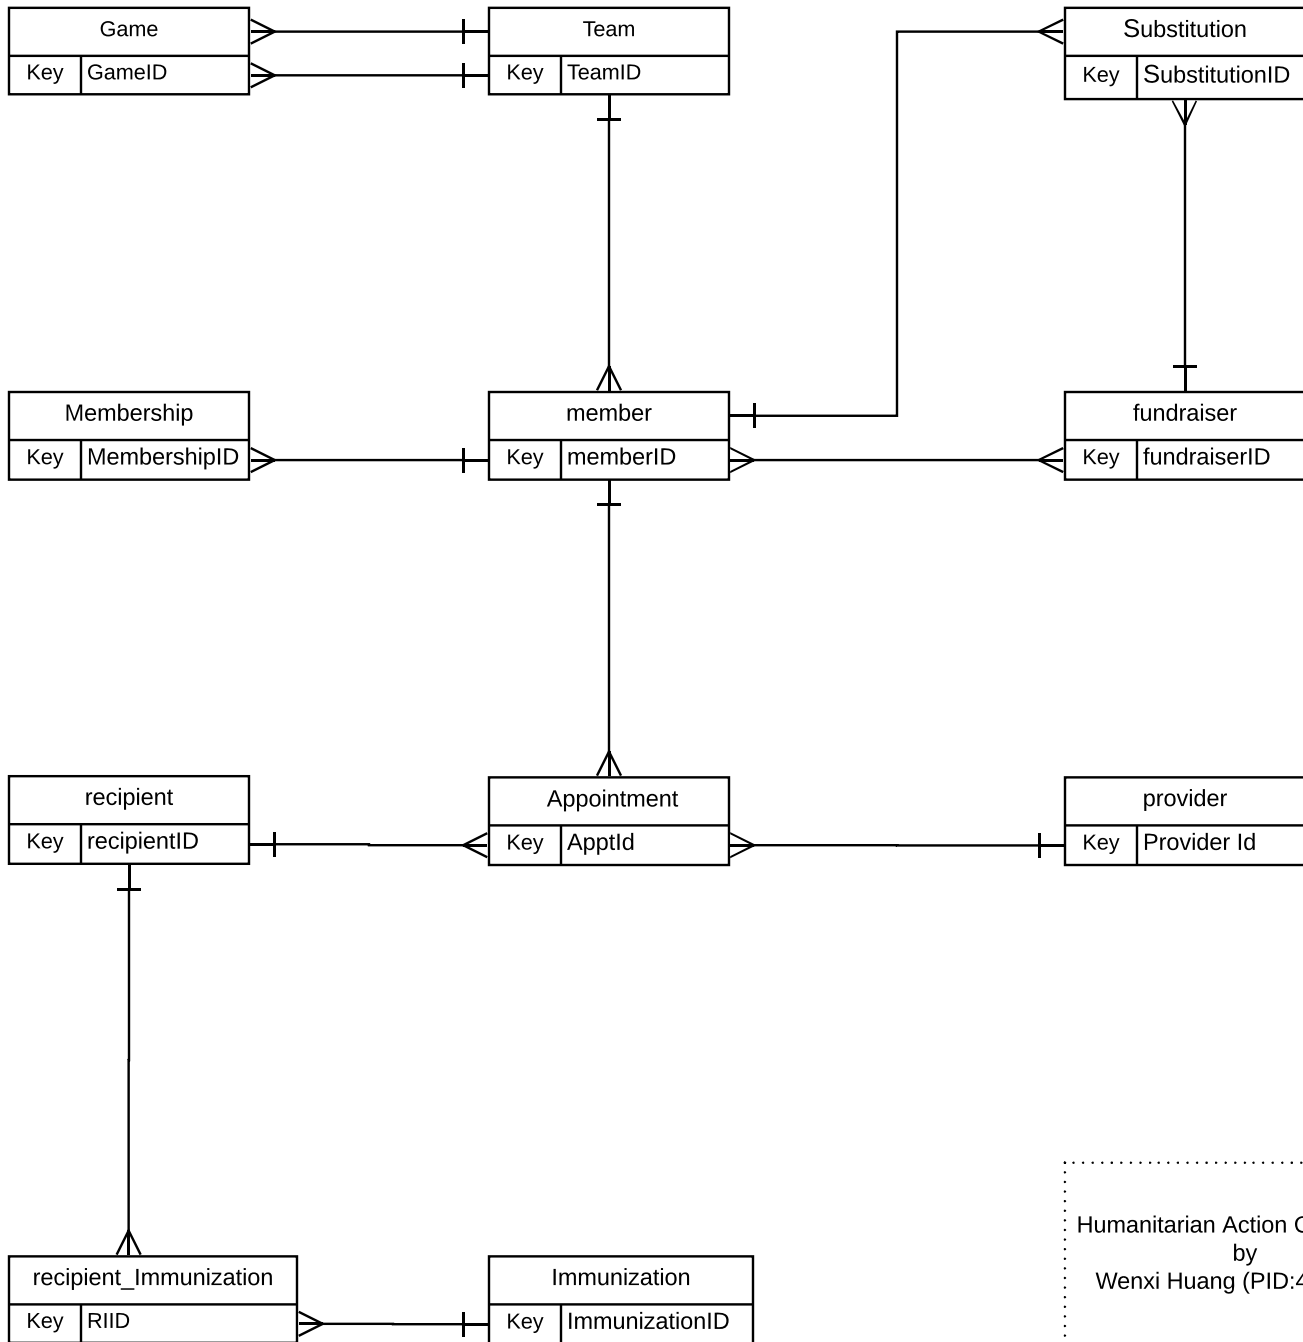 Game
Key GameID
Team
Key TeamID
Substitution
Key SubstitutionID
Membership
Key MembershipID
member
Key memberID
fundraiser
Key fundraiserID
recipient
Key recipientID
Appointment
Key ApptId
provider
Key Provider Id
recipient_Immunization
Key RIID
Immunization
Key ImmunizationID
Humanitarian Action
by
Wenxi Huang (PID:4